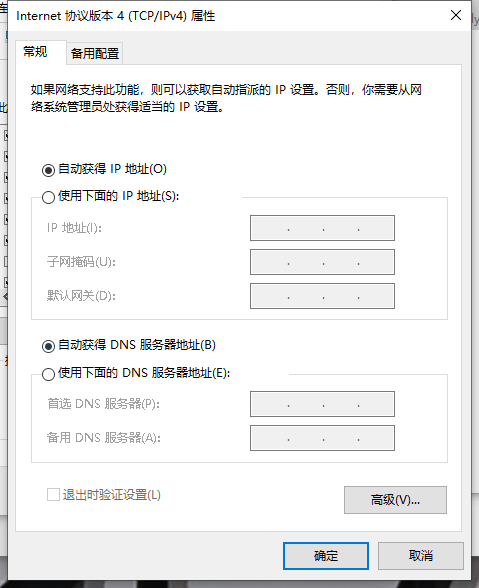 Internet 协议版本 4 (TCP/IPv4) 属性
常规
备用配置
如果网络支持此功能，则可以获取自动指派的 IP 设置。否则，你需要从网
络系统管理员处获得适当的 IP 设置。
自动获得 IP 地址(O)
使用下面的 IP 地址(S):
IP 地址(I):
子网掩码(U):
默认网关(D):
自动获得 DNS 服务器地址(B)
使用下面的 DNS 服务器地址(E):
首选 DNS 服务器(P):
备用 DNS 服务器(A):
退出时验证设置(L)
高级(V)...
确定
取消